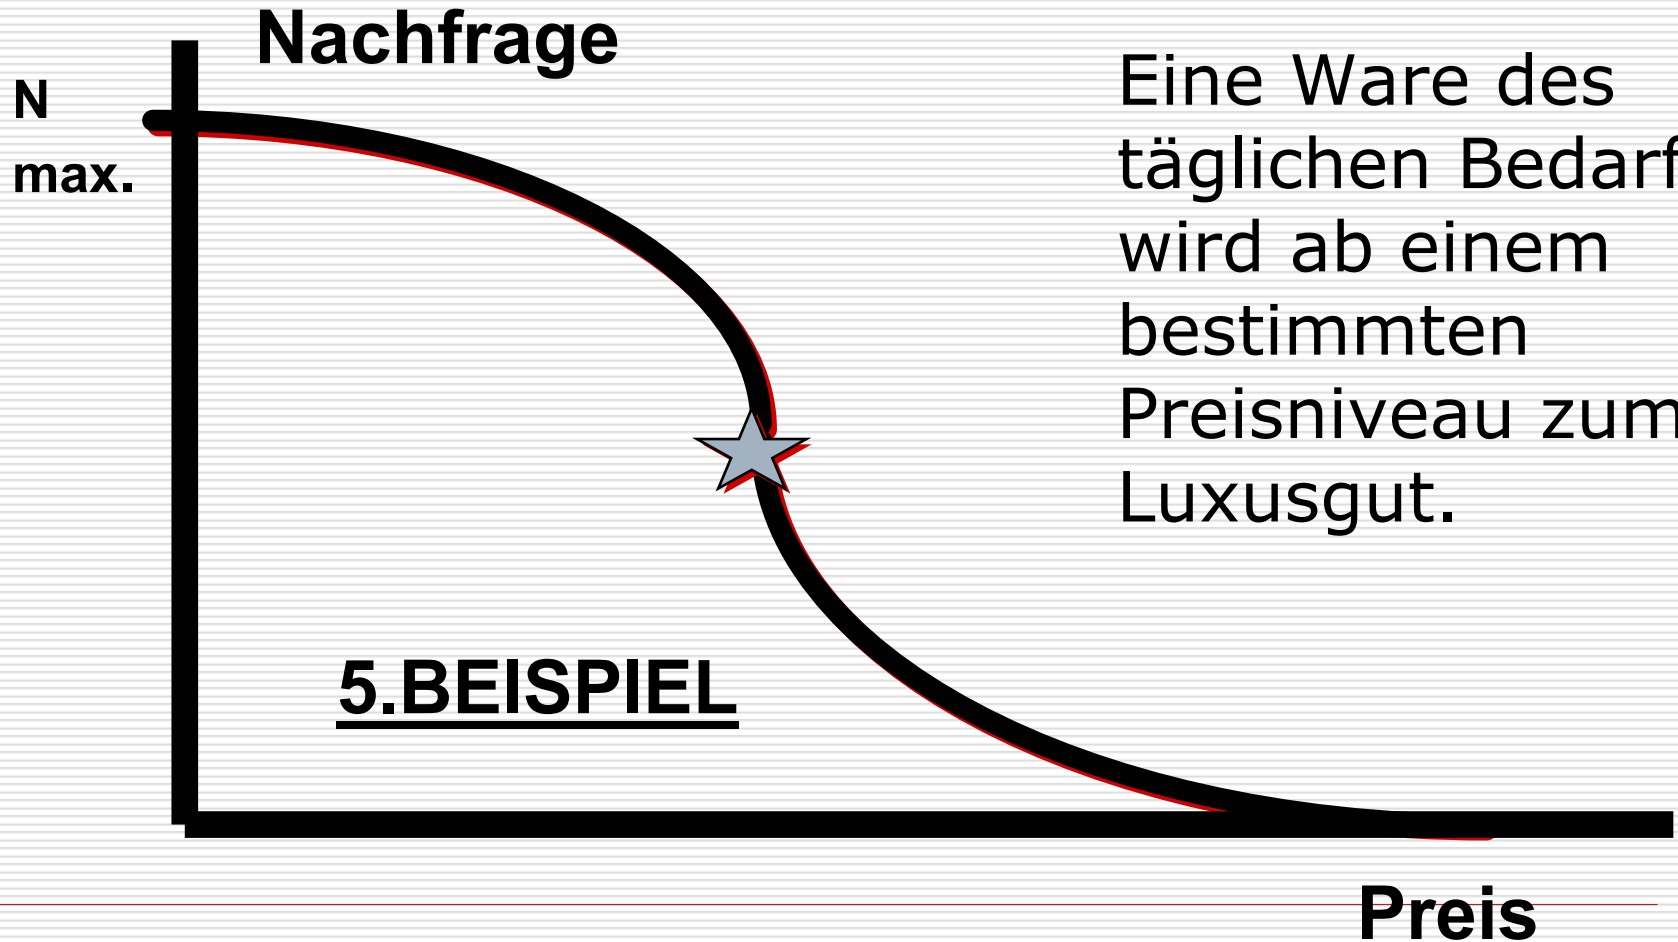 Nachfrage
N
max.
Eine Ware des
täglichen Bedarf
wird ab einem
bestimmten
Preisniveau zum
Luxusgut.
5.BEISPIEL
Preis